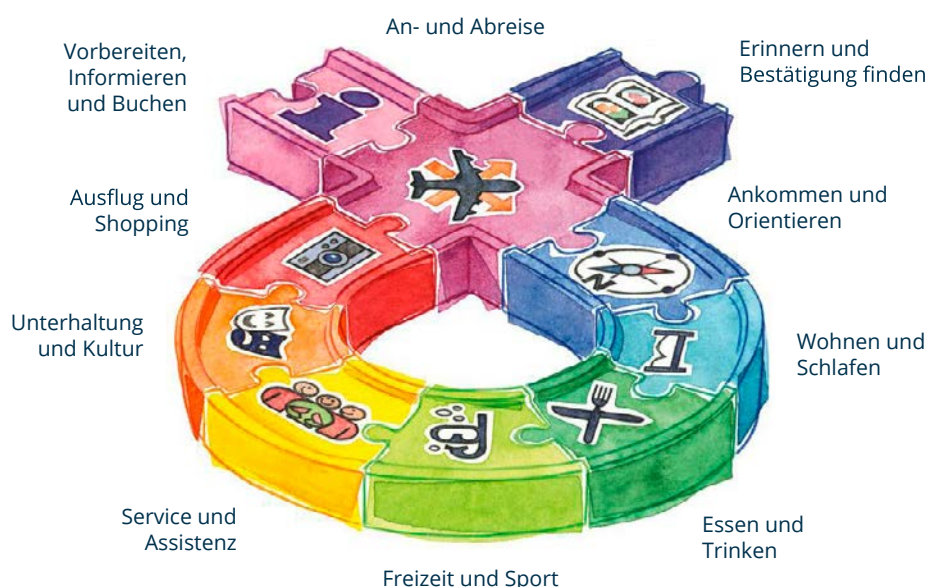 An- und Abreise
Vorbereiten,
Informieren
und Buchen
Erinnern und
Bestätigung finden
Ausflug und
Shopping
Ankommen und
Orientieren
Unterhaltung
und Kultur
Wohnen und
Schlafen
Service und
Assistenz
Essen und
Trinken
Freizeit und Sport